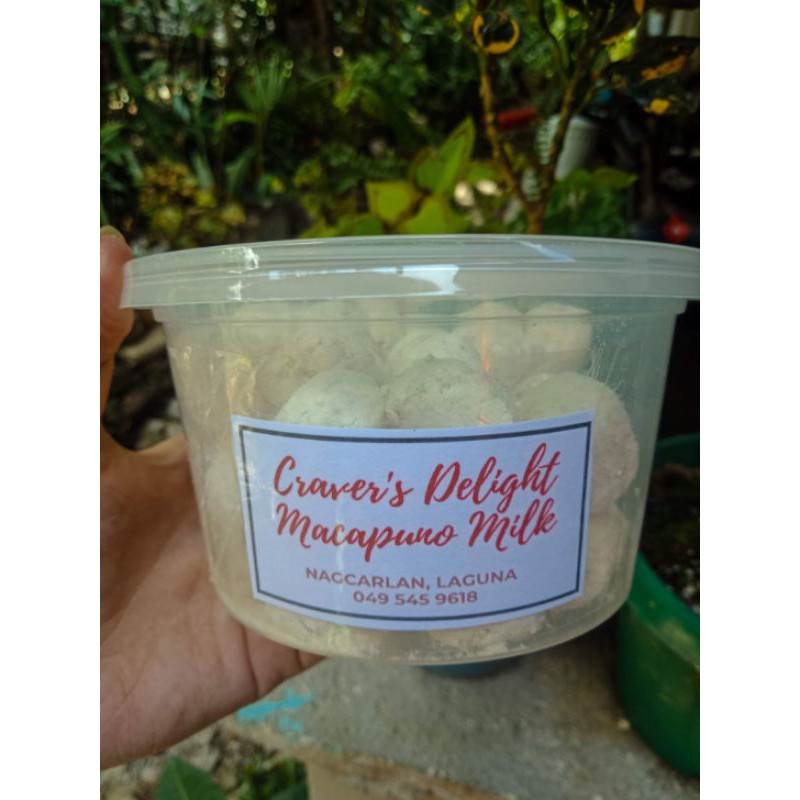 Craver's Delight
Macapuno Milk
NAGCARLAN, LAGUNA
049 545 9618